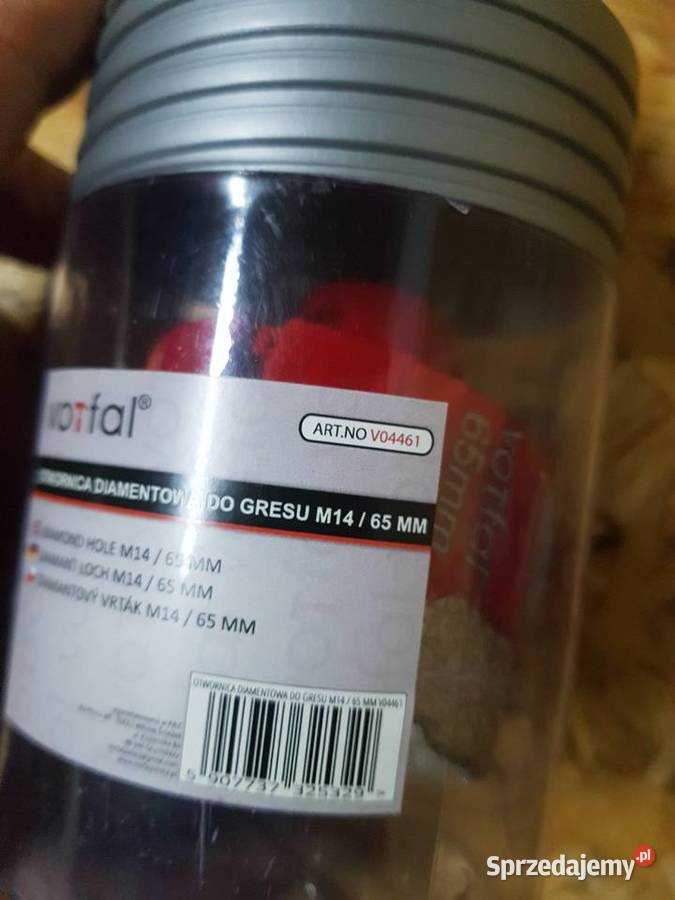 votfal®
ART.NO V04461
OTWORNICA DIAMENTOWA DO GRESU M14 / 65 MM
DIAMOND HOLE M14 / 65 MM
DIAMANT LOCH M14 / 65 MM
DIAMANTOVÝ VRTÁK M14 / 65 MM
votfal
65mm
OTWORNICA DIAMENTOWA DO GRESU M14 / 65 MM V04461
5 907737 325329 >
Sprzedajemy.pl